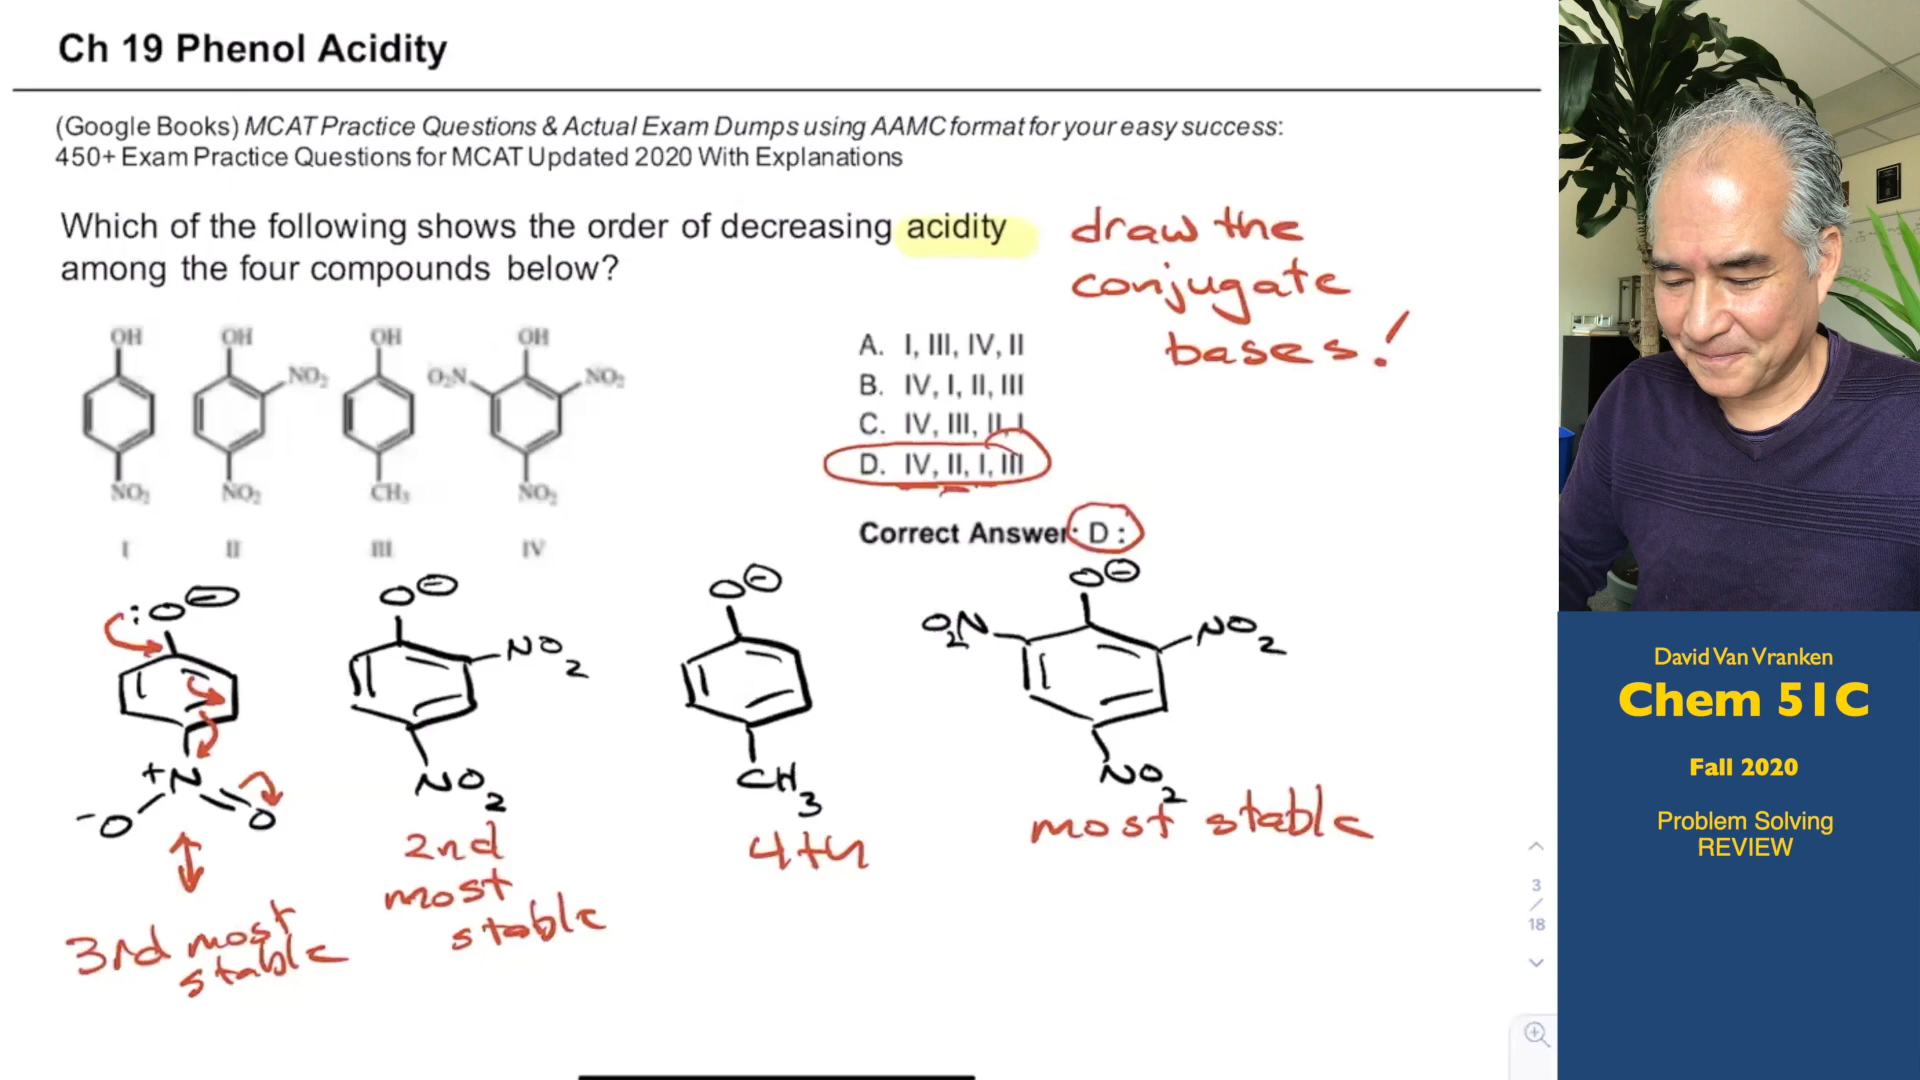 Ch 19 Phenol Acidity
(Google Books) MCAT Practice Questions & Actual Exam Dumps using AAMC format for your easy success:
450+ Exam Practice Questions for MCAT Updated 2020 With Explanations
Which of the following shows the order of decreasing acidity
among the four compounds below?
draw the
conjugate
bases!
OH OH OH OH
NO₂ O₂N NO₂
NO₂ NO₂ CH₃ NO₂
I II III IV
A. I, III, IV, II
B. IV, I, II, III
C. IV, III, II, I
D. IV, II, I, III
Correct Answer: D :
:O⊖ O⊖ O⊖ O⊖
NO₂ O₂N NO₂
+N NO₂ CH₃ NO₂
⁻O O
3rd most
stable
2nd
most
stable
4th
most stable
3
/
18
David Van Vranken
Chem 51C
Fall 2020
Problem Solving
REVIEW